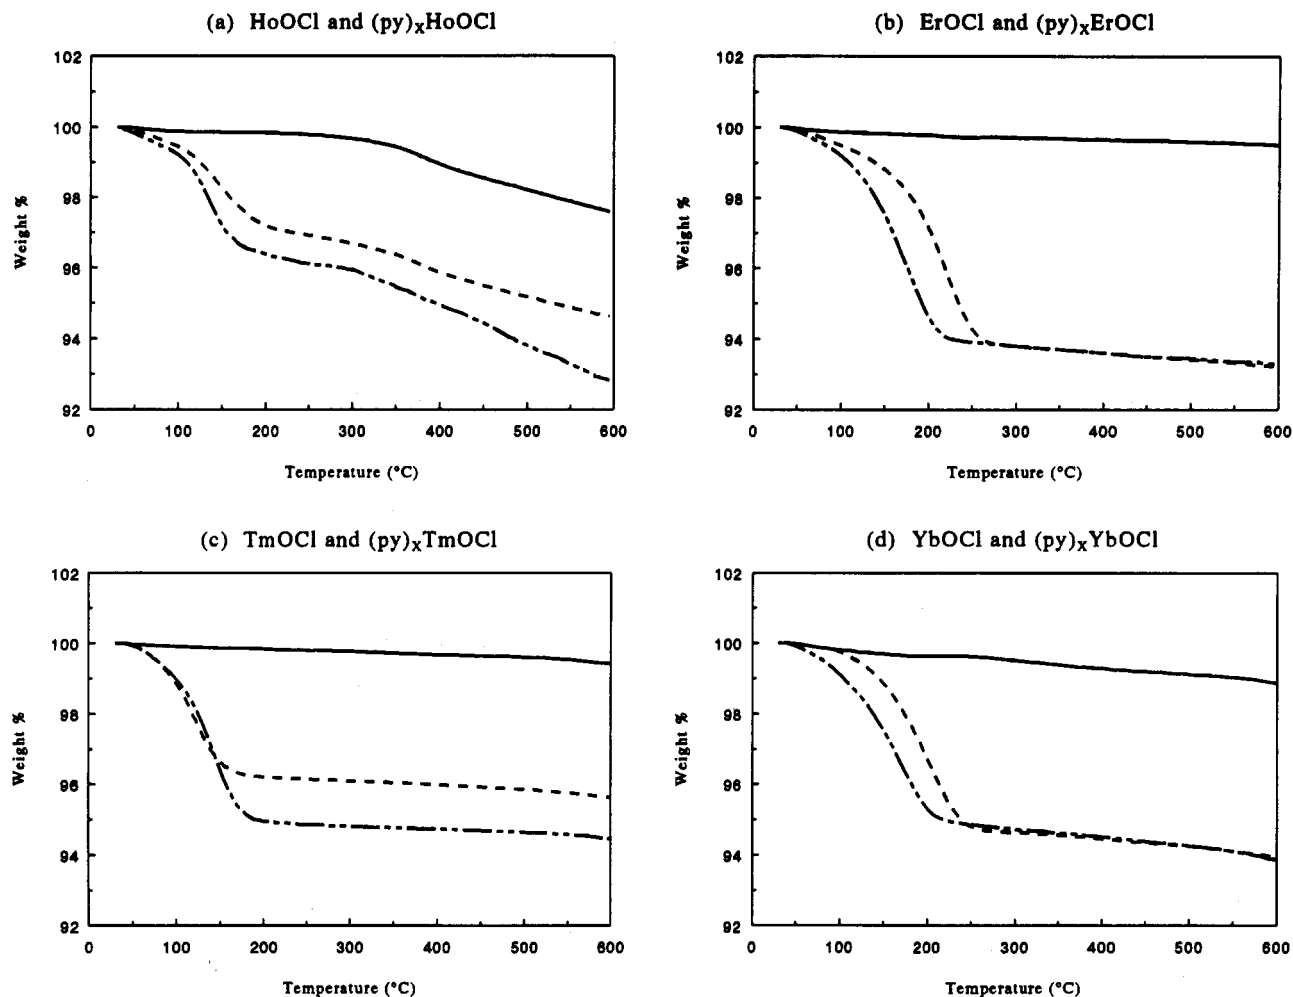 (a) HoOCl and (py)xHoOCl
102
100
98
96
94
92
Weight %
0 100 200 300 400 500 600
Temperature (°C)
(b) ErOCl and (py)xErOCl
102
100
98
96
94
92
Weight %
0 100 200 300 400 500 600
Temperature (°C)
(c) TmOCl and (py)xTmOCl
102
100
98
96
94
92
Weight %
0 100 200 300 400 500 600
Temperature (°C)
(d) YbOCl and (py)xYbOCl
102
100
98
96
94
92
Weight %
0 100 200 300 400 500 600
Temperature (°C)